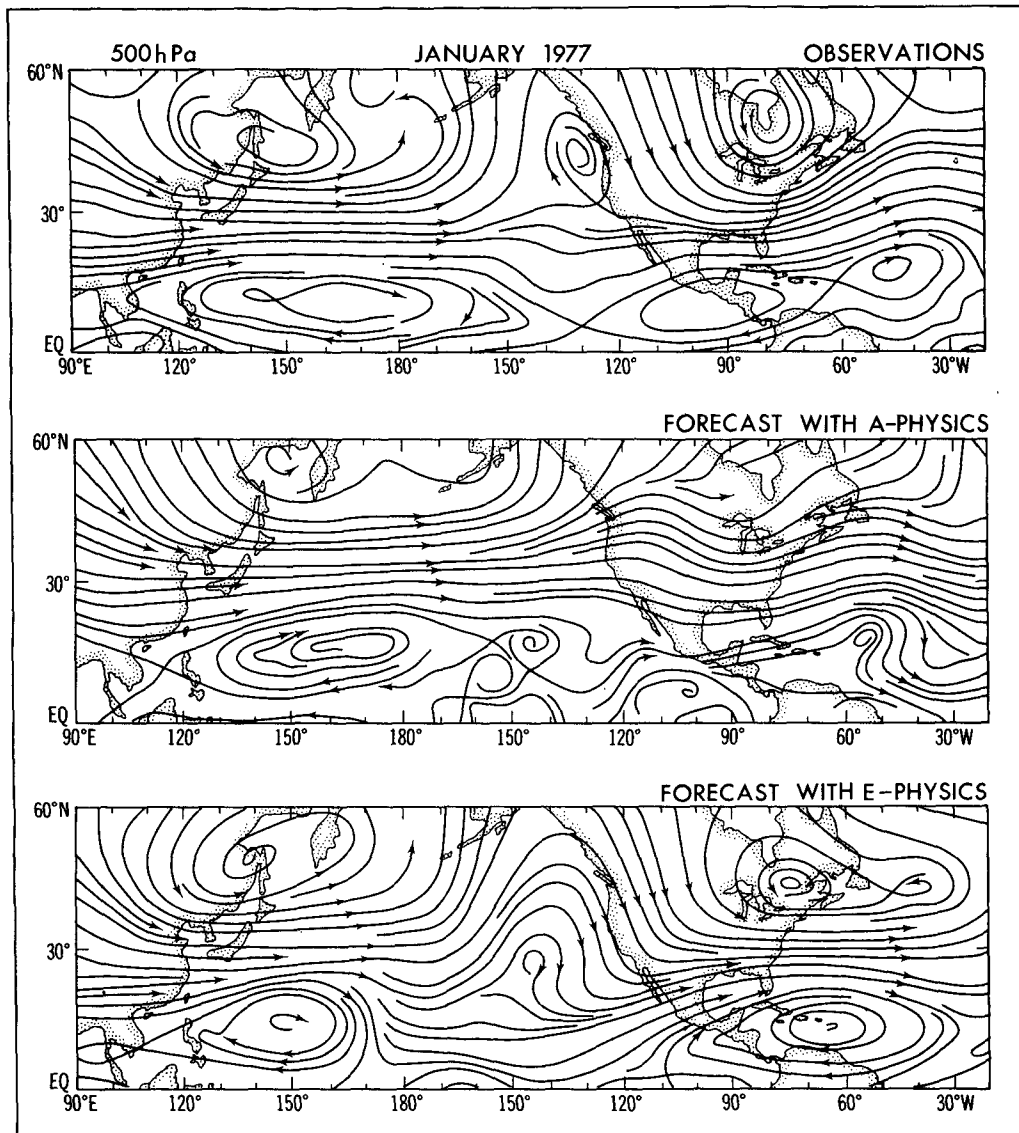 500hPa JANUARY 1977 OBSERVATIONS
60°N
30°
EQ
90°E 120° 150° 180° 150° 120° 90° 60° 30°W
FORECAST WITH A-PHYSICS
60°N
30°
EQ
90°E 120° 150° 180° 150° 120° 90° 60° 30°W
FORECAST WITH E-PHYSICS
60°N
30°
EQ
90°E 120° 150° 180° 150° 120° 90° 60° 30°W